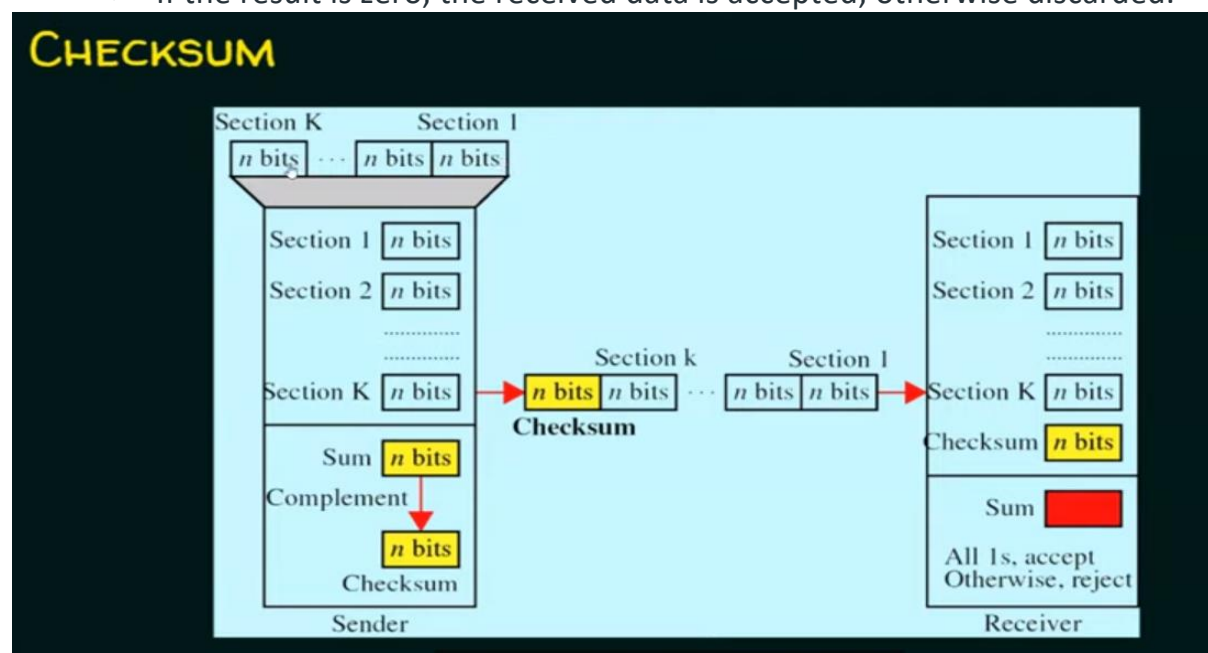 If the result is zero, the received data is accepted, otherwise discarded.
CHECKSUM
Section K Section 1
n bits ... n bits n bits
Section 1 n bits
Section 2 n bits
....................
....................
Section K n bits
Sum n bits
Complement
n bits
Checksum
Sender
Section k Section 1
n bits n bits ... n bits n bits
Checksum
Section 1 n bits
Section 2 n bits
....................
....................
Section K n bits
Checksum n bits
Sum
All 1s, accept
Otherwise, reject
Receiver